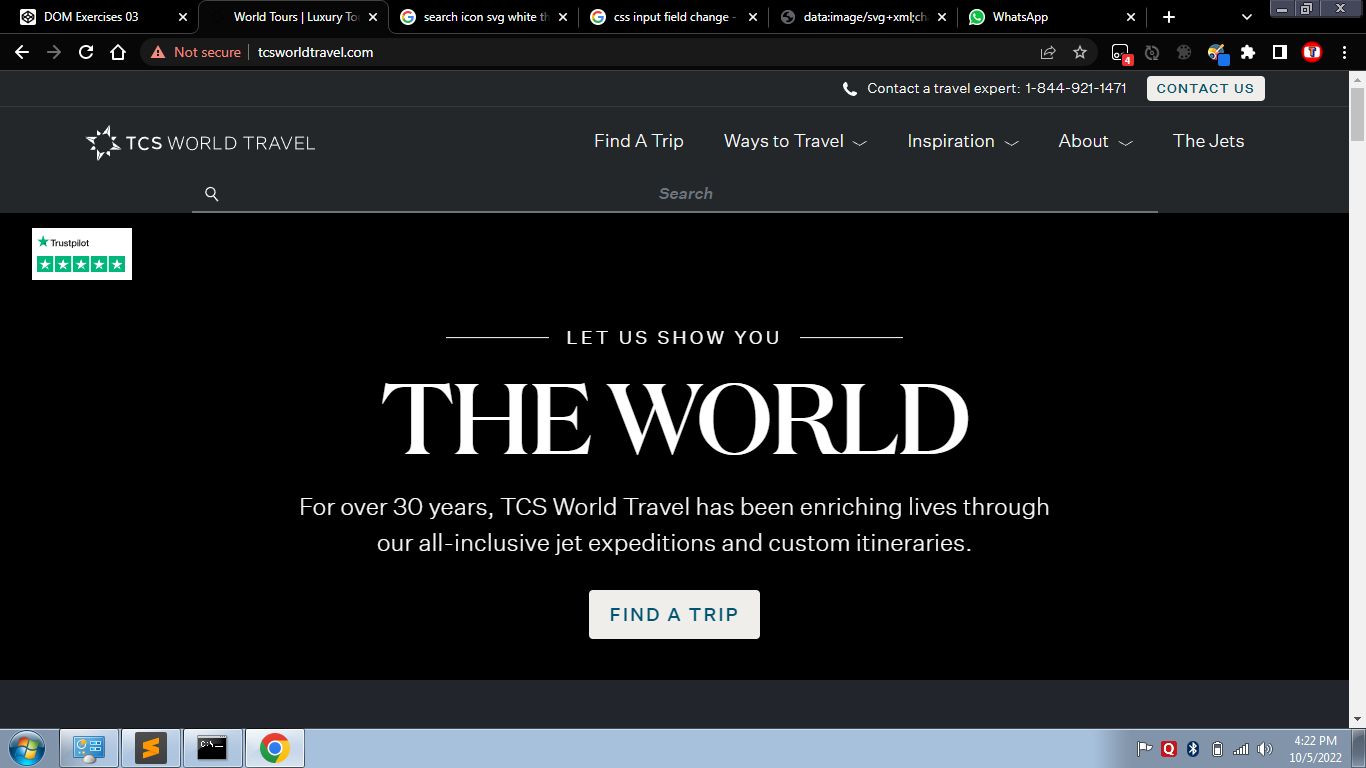 DOM Exercises 03
World Tours | Luxury To
search icon svg white th
css input field change -
data:image/svg+xml;ch
WhatsApp
Not secure
tcsworldtravel.com
4
Contact a travel expert: 1-844-921-1471
CONTACT US
TCS WORLD TRAVEL
Find A Trip
Ways to Travel
Inspiration
About
The Jets
Search
Trustpilot
LET US SHOW YOU
THE WORLD
For over 30 years, TCS World Travel has been enriching lives through
our all-inclusive jet expeditions and custom itineraries.
FIND A TRIP
4:22 PM
10/5/2022